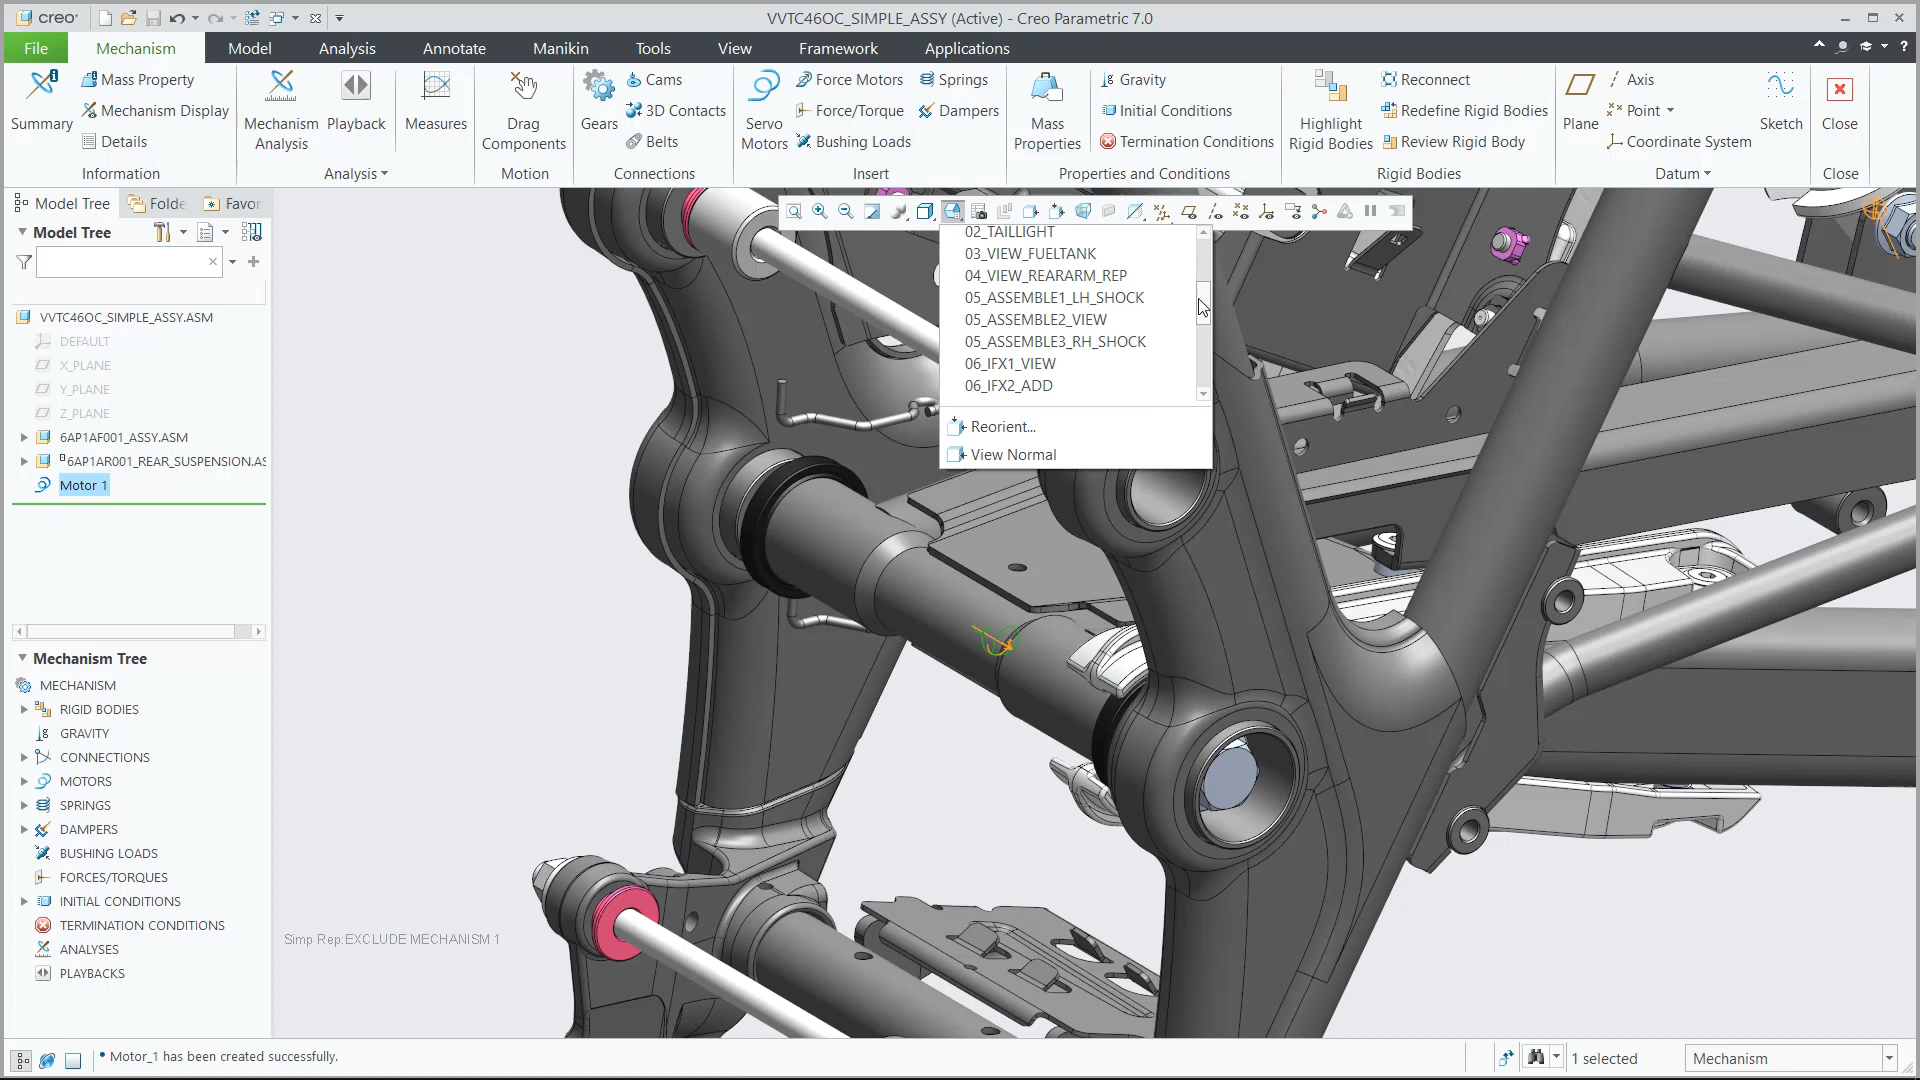 creo
VVTC46OC_SIMPLE_ASSY (Active) - Creo Parametric 7.0
File
Mechanism
Model
Analysis
Annotate
Manikin
Tools
View
Framework
Applications
Summary
Mass Property
Mechanism Display
Details
Information
Mechanism
Analysis
Playback
Measures
Analysis
Drag
Components
Motion
Gears
Cams
3D Contacts
Belts
Connections
Servo
Motors
Force Motors
Force/Torque
Bushing Loads
Springs
Dampers
Insert
Mass
Properties
Gravity
Initial Conditions
Termination Conditions
Properties and Conditions
Highlight
Rigid Bodies
Reconnect
Redefine Rigid Bodies
Review Rigid Body
Rigid Bodies
Plane
Axis
Point
Coordinate System
Sketch
Datum
Close
Close
Model Tree
Folde
Favor
Model Tree
VVTC46OC_SIMPLE_ASSY.ASM
DEFAULT
X_PLANE
Y_PLANE
Z_PLANE
6AP1AF001_ASSY.ASM
6AP1AR001_REAR_SUSPENSION.AS
Motor 1
Mechanism Tree
MECHANISM
RIGID BODIES
GRAVITY
CONNECTIONS
MOTORS
SPRINGS
DAMPERS
BUSHING LOADS
FORCES/TORQUES
INITIAL CONDITIONS
TERMINATION CONDITIONS
ANALYSES
PLAYBACKS
02_TAILLIGHT
03_VIEW_FUELTANK
04_VIEW_REARARM_REP
05_ASSEMBLE1_LH_SHOCK
05_ASSEMBLE2_VIEW
05_ASSEMBLE3_RH_SHOCK
06_IFX1_VIEW
06_IFX2_ADD
Reorient...
View Normal
Simp Rep:EXCLUDE MECHANISM 1
• Motor_1 has been created successfully.
1 selected
Mechanism